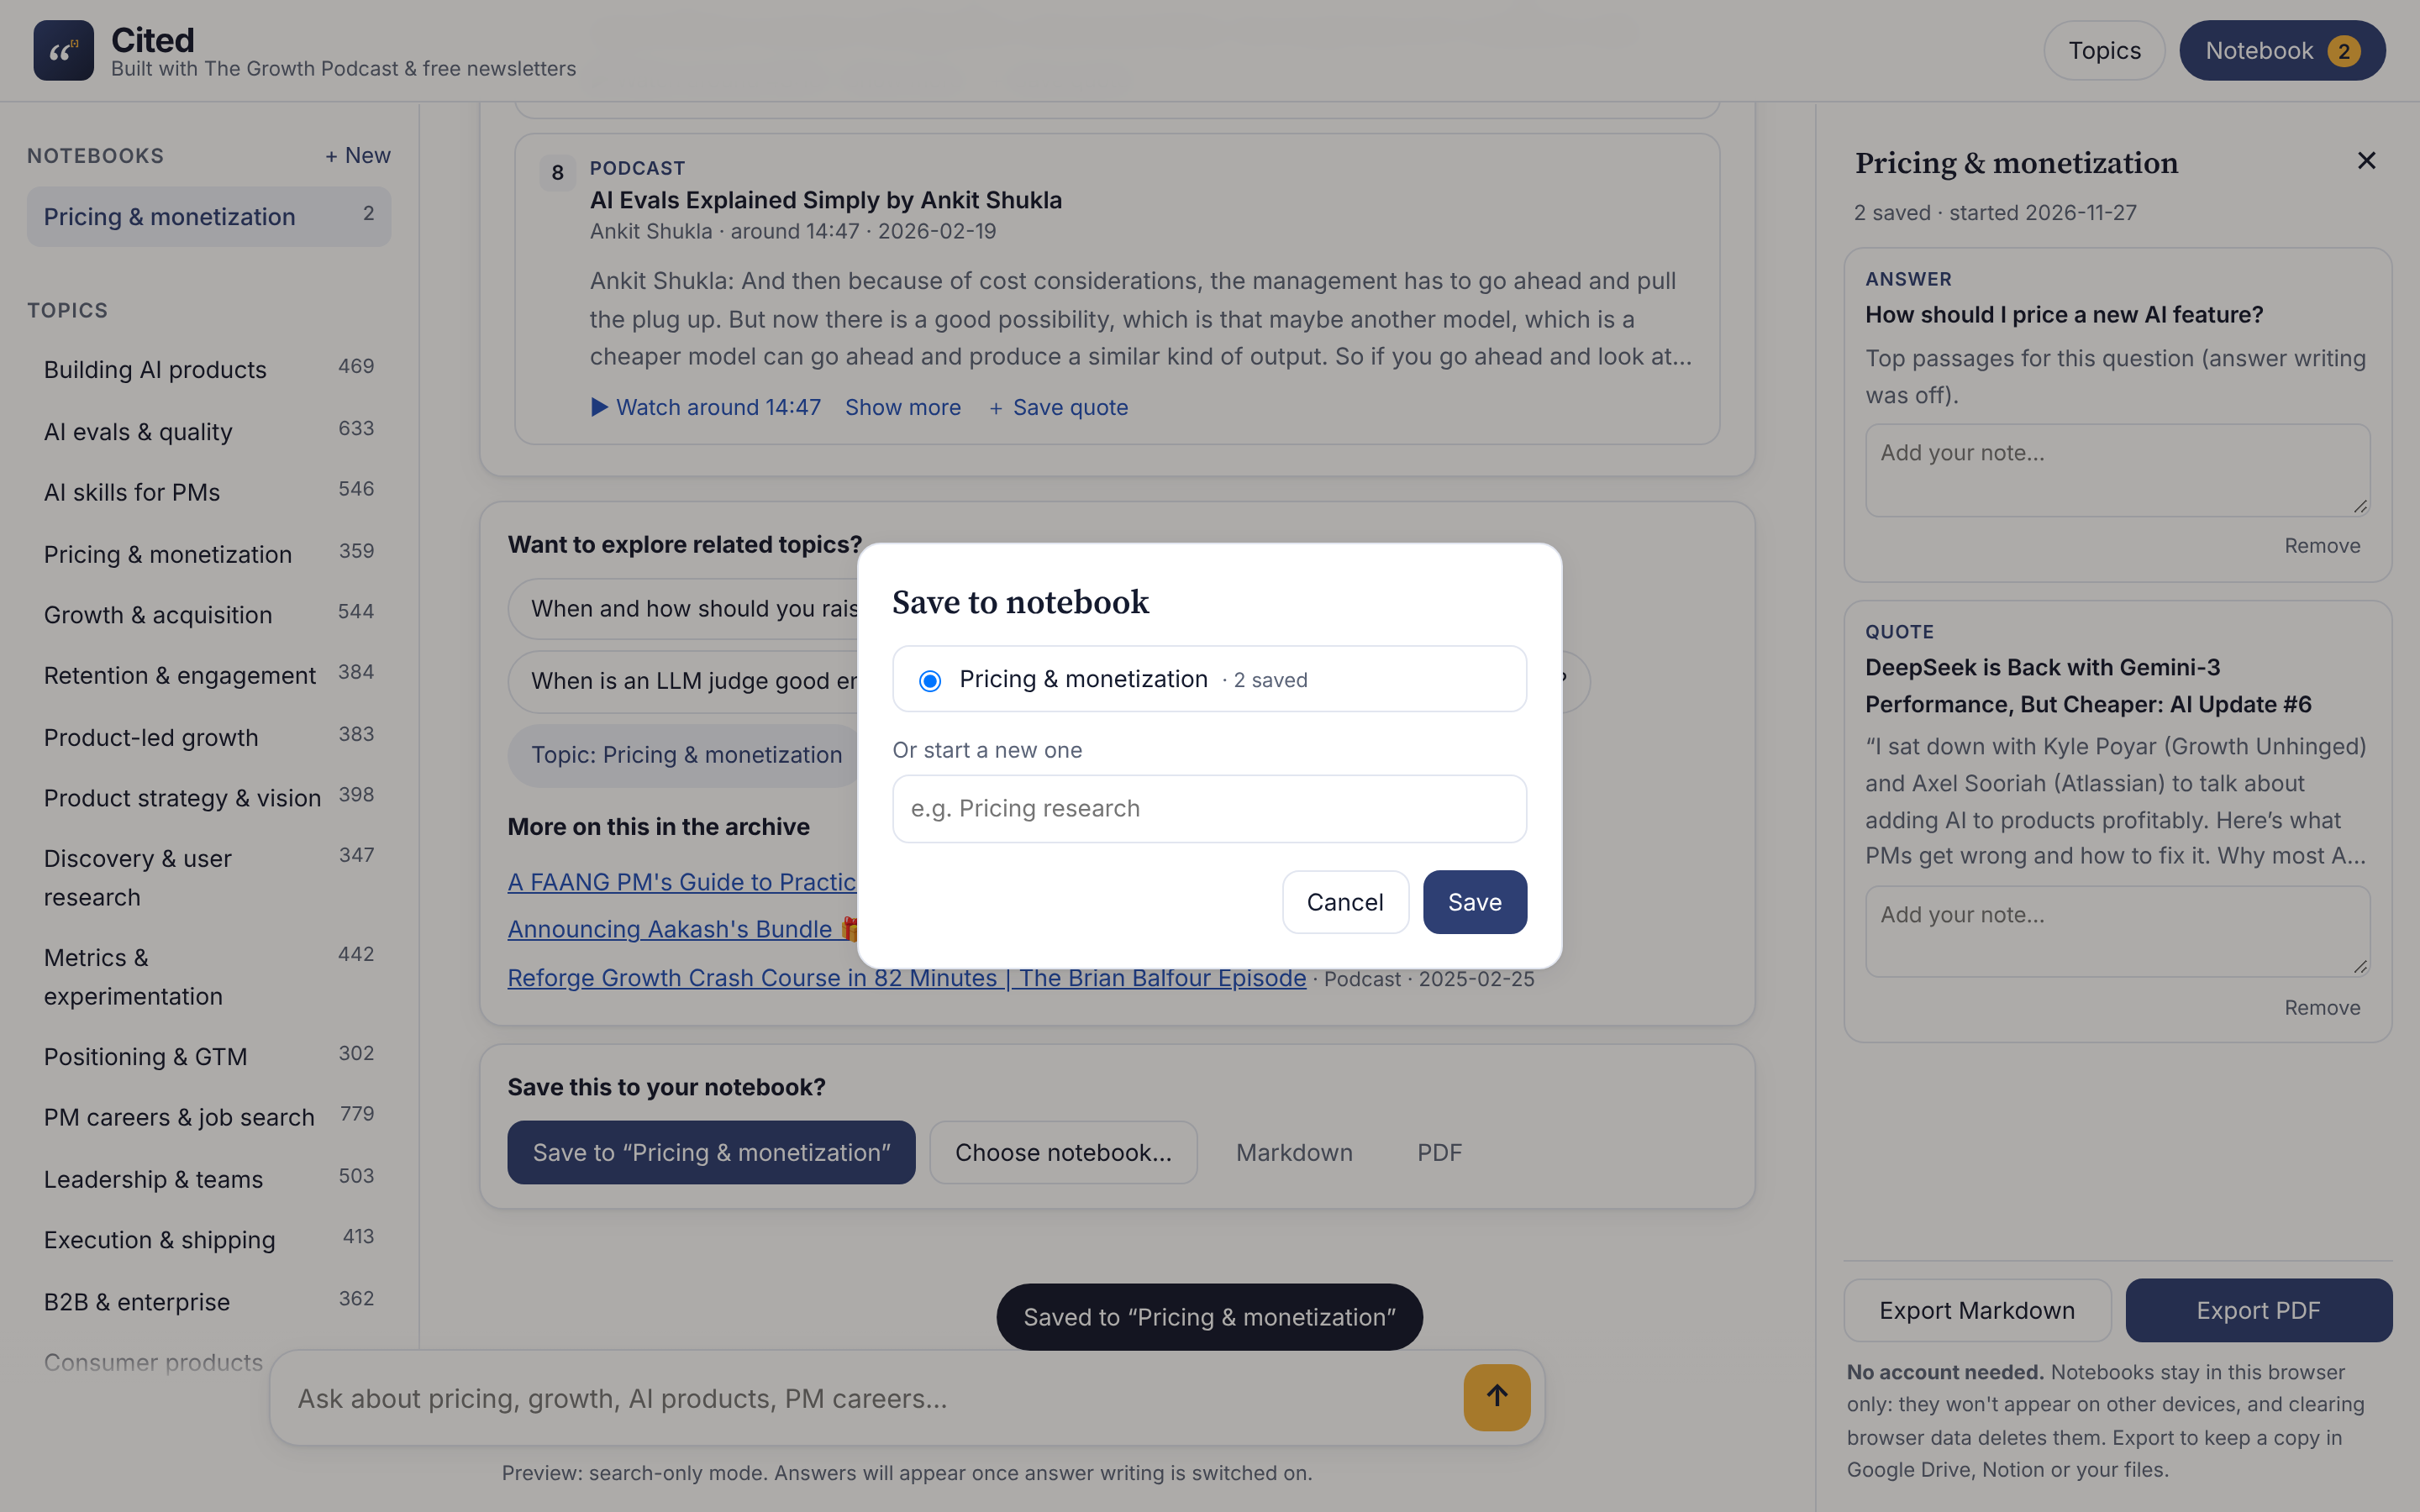 Cited
Built with The Growth Podcast & free newsletters
Topics
Notebook 2
NOTEBOOKS
+ New
Pricing & monetization 2
TOPICS
Building AI products 469
AI evals & quality 633
AI skills for PMs 546
Pricing & monetization 359
Growth & acquisition 544
Retention & engagement 384
Product-led growth 383
Product strategy & vision 398
Discovery & user 347
research
Metrics & 442
experimentation
Positioning & GTM 302
PM careers & job search 779
Leadership & teams 503
Execution & shipping 413
B2B & enterprise 362
Consumer products
8
PODCAST
AI Evals Explained Simply by Ankit Shukla
Ankit Shukla · around 14:47 · 2026-02-19
Ankit Shukla: And then because of cost considerations, the management has to go ahead and pull
the plug up. But now there is a good possibility, which is that maybe another model, which is a
cheaper model can go ahead and produce a similar kind of output. So if you go ahead and look at...
▶ Watch around 14:47 Show more + Save quote
Want to explore related topics?
When and how should you rais
When is an LLM judge good er
?
Topic: Pricing & monetization
More on this in the archive
A FAANG PM's Guide to Practic
Announcing Aakash's Bundle 🎁
Reforge Growth Crash Course in 82 Minutes | The Brian Balfour Episode · Podcast · 2025-02-25
Save this to your notebook?
Save to “Pricing & monetization”
Choose notebook...
Markdown
PDF
Save to notebook
Pricing & monetization · 2 saved
Or start a new one
e.g. Pricing research
Cancel
Save
Saved to “Pricing & monetization”
Ask about pricing, growth, AI products, PM careers...
Preview: search-only mode. Answers will appear once answer writing is switched on.
Pricing & monetization
2 saved · started 2026-11-27
ANSWER
How should I price a new AI feature?
Top passages for this question (answer writing
was off).
Add your note...
Remove
QUOTE
DeepSeek is Back with Gemini-3
Performance, But Cheaper: AI Update #6
“I sat down with Kyle Poyar (Growth Unhinged)
and Axel Sooriah (Atlassian) to talk about
adding AI to products profitably. Here’s what
PMs get wrong and how to fix it. Why most A...
Add your note...
Remove
Export Markdown
Export PDF
No account needed. Notebooks stay in this browser
only: they won't appear on other devices, and clearing
browser data deletes them. Export to keep a copy in
Google Drive, Notion or your files.